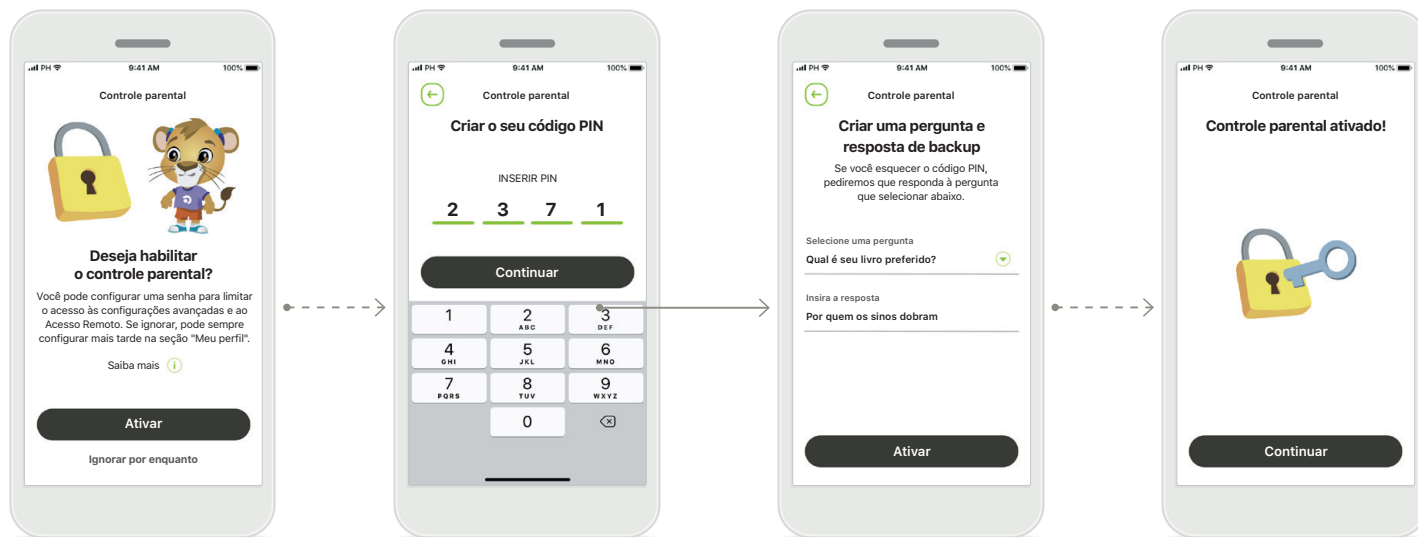 PH 9:41 AM 100%
Controle parental
Deseja habilitar
o controle parental?
Você pode configurar uma senha para limitar
o acesso às configurações avançadas e ao
Acesso Remoto. Se ignorar, pode sempre
configurar mais tarde na seção "Meu perfil".
Saiba mais i
Ativar
Ignorar por enquanto
PH 9:41 AM 100%
Controle parental
Criar o seu código PIN
INSERIR PIN
2 3 7 1
Continuar
1 2 3
ABC DEF
4 5 6
GHI JKL MNO
7 8 9
PQRS TUV WXYZ
0
PH 9:41 AM 100%
Controle parental
Criar uma pergunta e
resposta de backup
Se você esquecer o código PIN,
pediremos que responda à pergunta
que selecionar abaixo.
Selecione uma pergunta
Qual é seu livro preferido?
Insira a resposta
Por quem os sinos dobram
Ativar
PH 9:41 AM 100%
Controle parental
Controle parental ativado!
Continuar